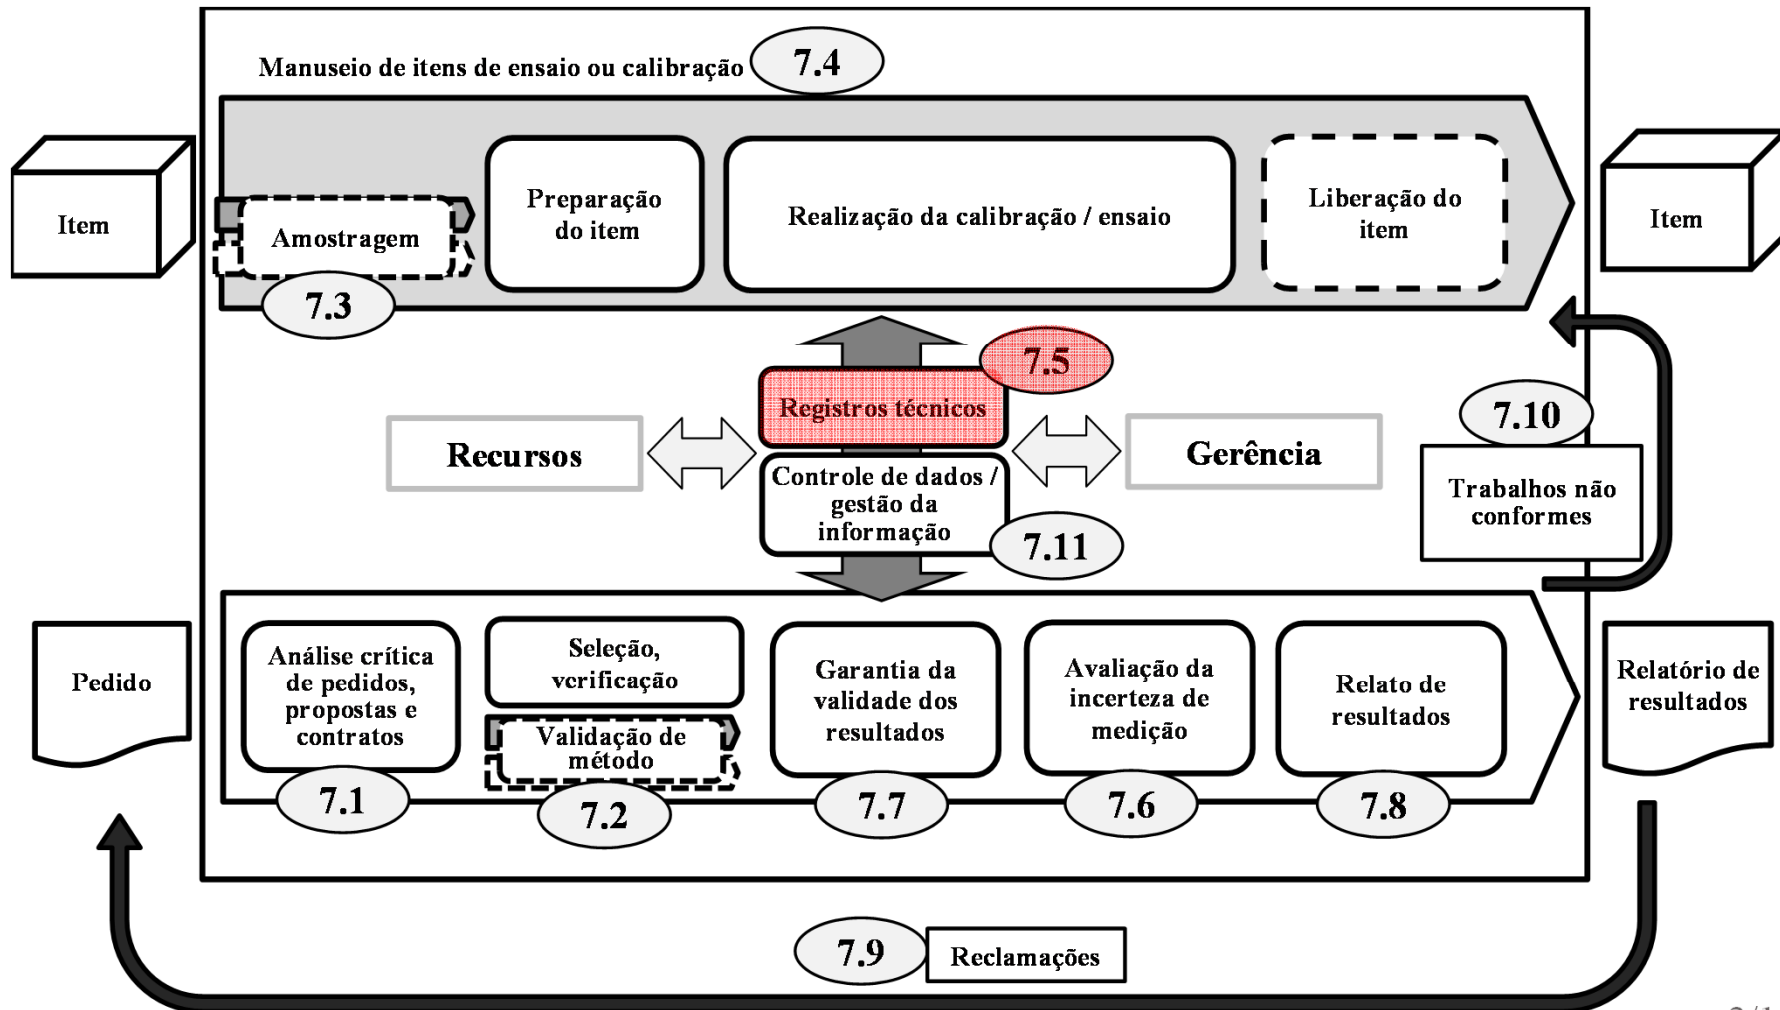 Manuseio de itens de ensaio ou calibração
7.4
Item
Amostragem
7.3
Preparação
do item
Realização da calibração / ensaio
Liberação do
item
Item
7.5
Registros técnicos
Recursos
Gerência
Controle de dados /
gestão da
informação
7.11
7.10
Trabalhos não
conformes
Pedido
Análise crítica
de pedidos,
propostas e
contratos
7.1
Seleção,
verificação
Validação de
método
7.2
Garantia da
validade dos
resultados
7.7
Avaliação da
incerteza de
medição
7.6
Relato de
resultados
7.8
Relatório de
resultados
7.9
Reclamações